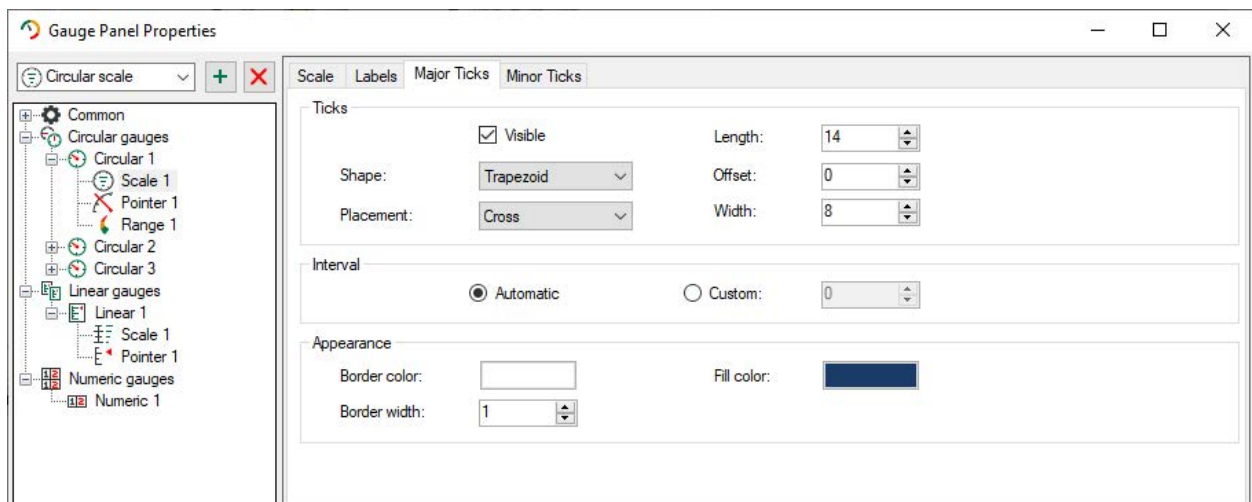 Gauge Panel Properties
Circular scale
Scale Labels Major Ticks Minor Ticks
Common
Circular gauges
Circular 1
Scale 1
Pointer 1
Range 1
Circular 2
Circular 3
Linear gauges
Linear 1
Scale 1
Pointer 1
Numeric gauges
Numeric 1
Ticks
Visible Length: 14
Shape: Trapezoid Offset: 0
Placement: Cross Width: 8
Interval
Automatic Custom: 0
Appearance
Border color: Fill color:
Border width: 1